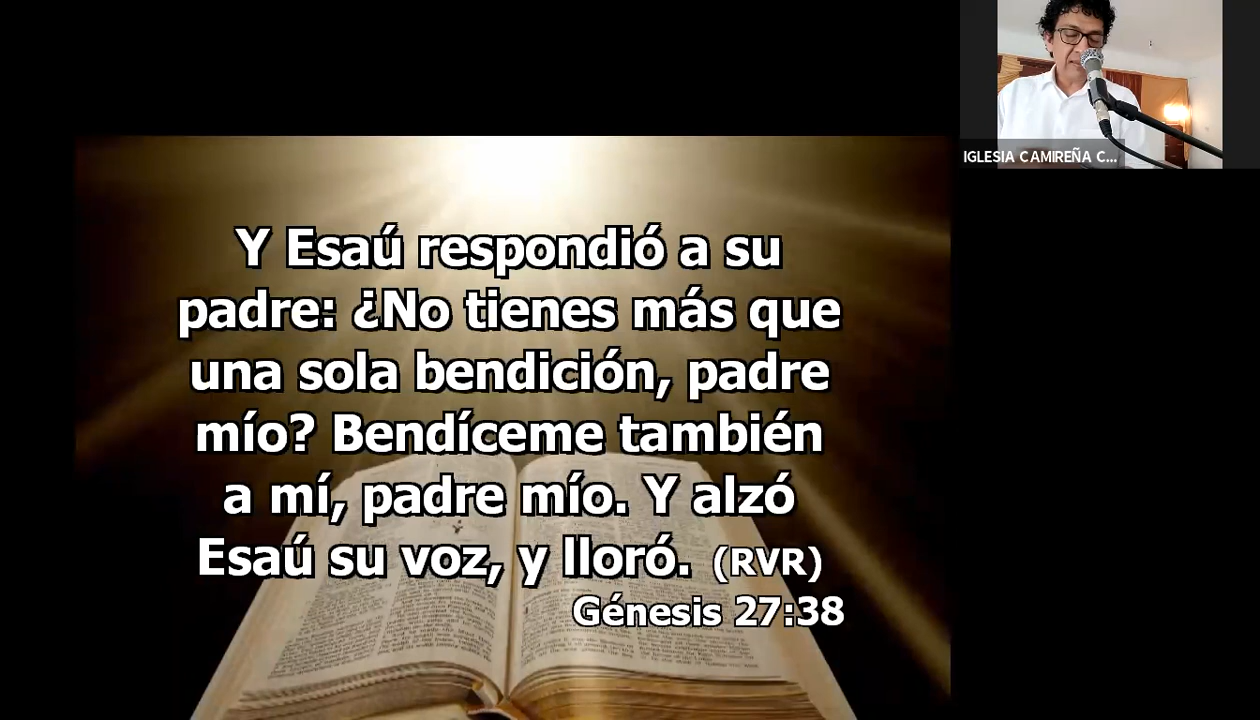 IGLESIA CAMIREÑA C...
Y Esaú respondió a su
padre: ¿No tienes más que
una sola bendición, padre
mío? Bendíceme también
a mí, padre mío. Y alzó
Esaú su voz, y lloró. (RVR)
Génesis 27:38